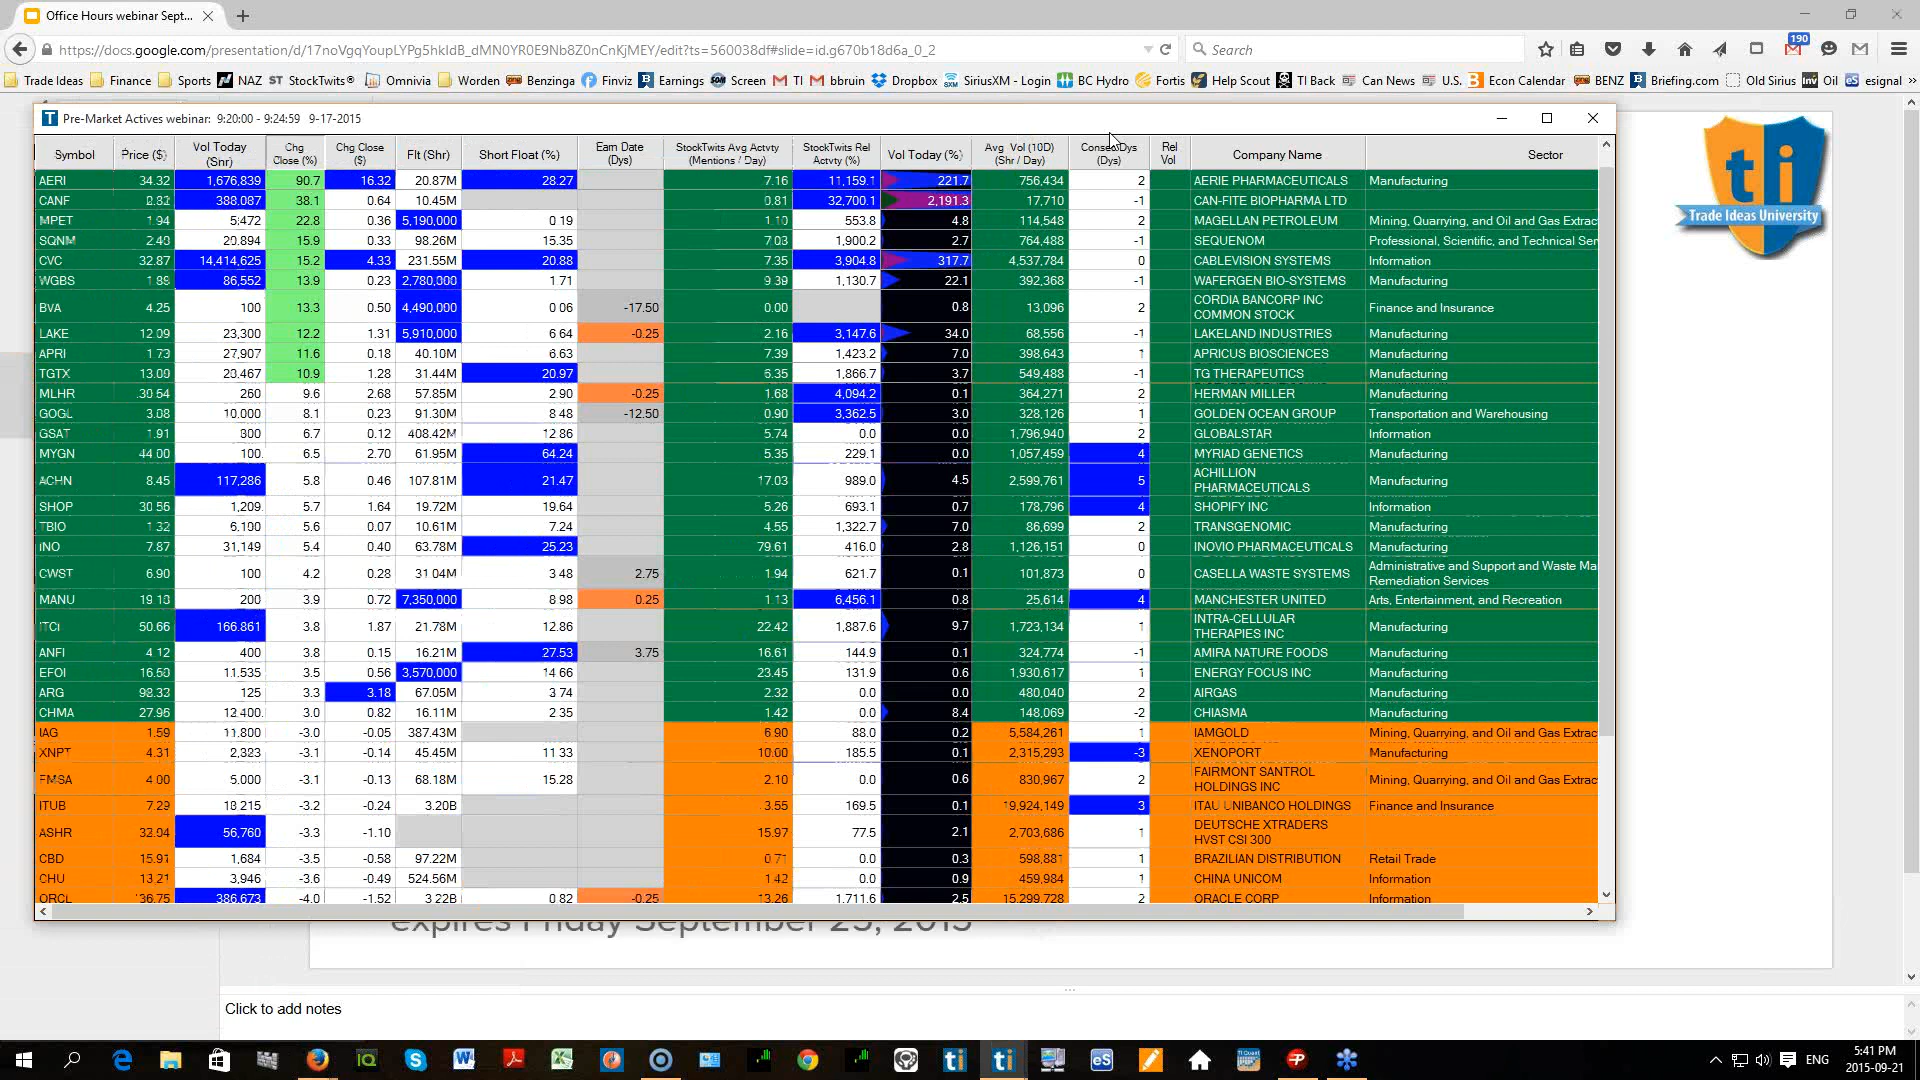 Office Hours webinar Sept...
https://docs.google.com/presentation/d/17noVgqYoupLYPg5hkIdB_dMN0YR0E9Nb8Z0nCnKjMEY/edit?ts=560038df#slide=id.g670b18d6a_0_2
Search
190
Trade Ideas Finance Sports NAZ StockTwits® Omnivia Worden Benzinga Finviz Earnings Screen TI bbruin Dropbox SiriusXM - Login BC Hydro Fortis Help Scout TI Back Can News U.S. Econ Calendar BENZ Briefing.com Old Sirius Oil esignal
Pre-Market Actives webinar: 9:20:00 - 9:24:59 9-17-2015
Symbol Price ($) Vol Today (Shr) Chg Close (%) Chg Close ($) Flt (Shr) Short Float (%) Earn Date (Dys) StockTwits Avg Actvty (Mentions / Day) StockTwits Rel Actvty (%) Vol Today (%) Avg Vol (10D) (Shr / Day) Consec Dys (Dys) Rel Vol Company Name Sector
AERI 34.32 1,676,839 90.7 16.32 20.87M 28.27 7.16 11,159.1 221.7 756,434 2 AERIE PHARMACEUTICALS Manufacturing
CANF 388,087 38.1 0.64 10.45M 0.81 32,700.1 2,191.3 17,710 -1 CAN-FITE BIOPHARMA LTD
MPET 1.94 5,472 22.8 0.36 5,190,000 0.19 1.10 553.8 4.8 114,548 2 MAGELLAN PETROLEUM Mining, Quarrying, and Oil and Gas Extrac
SQNM 2.40 20,894 15.9 0.33 98.26M 15.35 7.03 1,900.2 2.7 764,488 -1 SEQUENOM Professional, Scientific, and Technical Ser
CVC 32.87 14,414,625 15.2 4.33 231.55M 20.88 7.35 3,904.8 317.7 4,537,784 0 CABLEVISION SYSTEMS Information
WGBS 1.88 86,552 13.9 0.23 2,780,000 1.71 9.39 1,130.7 22.1 392,368 -1 WAFERGEN BIO-SYSTEMS Manufacturing
BVA 4.25 100 13.3 0.50 4,490,000 0.06 -17.50 0.00 0.8 13,096 2 CORDIA BANCORP INC COMMON STOCK Finance and Insurance
LAKE 12.09 23,300 12.2 1.31 5,910,000 6.64 -0.25 2.16 3,147.6 34.0 68,556 -1 LAKELAND INDUSTRIES Manufacturing
APRI 1.73 27,907 11.6 0.18 40.10M 6.63 7.39 1,423.2 7.0 398,643 1 APRICUS BIOSCIENCES Manufacturing
TGTX 13.09 20,467 10.9 1.28 31.44M 20.97 6.35 1,866.7 3.7 549,488 -1 TG THERAPEUTICS Manufacturing
MLHR 30.54 260 9.6 2.68 57.85M 2.90 -0.25 1.68 4,094.2 0.1 364,271 2 HERMAN MILLER Manufacturing
GOGL 3.08 10,000 8.1 0.23 91.30M 8.48 -12.50 0.90 3,362.5 3.0 328,126 1 GOLDEN OCEAN GROUP Transportation and Warehousing
GSAT 1.91 800 6.7 0.12 408.42M 12.86 5.74 0.0 0.0 1,796,940 2 GLOBALSTAR Information
MYGN 44.00 100 6.5 2.70 61.95M 64.24 5.35 229.1 0.0 1,057,459 4 MYRIAD GENETICS Manufacturing
ACHN 8.45 117,286 5.8 0.46 107.81M 21.47 17.03 989.0 4.5 2,599,761 5 ACHILLION PHARMACEUTICALS Manufacturing
SHOP 30.56 1,209 5.7 1.64 19.72M 19.64 5.26 693.1 0.7 178,796 4 SHOPIFY INC Information
TBIO 1.32 6,190 5.6 0.07 10.61M 7.24 4.55 1,322.7 7.0 86,699 2 TRANSGENOMIC Manufacturing
INO 7.87 31,149 5.4 0.40 63.78M 25.23 79.61 416.0 2.8 1,126,151 0 INOVIO PHARMACEUTICALS Manufacturing
CWST 6.90 100 4.2 0.28 31.04M 3.48 2.75 1.94 621.7 0.1 101,873 0 CASELLA WASTE SYSTEMS Administrative and Support and Waste Ma Remediation Services
MANU 19.10 200 3.9 0.72 7,350,000 8.98 0.25 1.13 6,456.1 0.8 25,614 4 MANCHESTER UNITED Arts, Entertainment, and Recreation
ITCI 50.66 166,861 3.8 1.87 21.78M 12.86 22.42 1,887.6 9.7 1,723,134 1 INTRA-CELLULAR THERAPIES INC Manufacturing
ANFI 4.12 400 3.8 0.15 16.21M 27.53 3.75 16.61 144.9 0.1 324,774 -1 AMIRA NATURE FOODS Manufacturing
EFOI 16.50 11,535 3.5 0.56 3,570,000 14.66 23.45 131.9 0.6 1,930,617 1 ENERGY FOCUS INC Manufacturing
ARG 98.33 125 3.3 3.18 67.05M 3.74 2.32 0.0 0.0 480,040 2 AIRGAS Manufacturing
CHMA 27.96 12,400 3.0 0.82 16.11M 2.35 1.42 0.0 8.4 148,069 -2 CHIASMA Manufacturing
IAG 1.59 11,800 -3.0 -0.05 387.43M 6.90 88.0 0.2 5,584,261 1 IAMGOLD Mining, Quarrying, and Oil and Gas Extrac
XNPT 4.31 2,323 -3.1 -0.14 45.45M 11.33 10.00 185.5 0.1 2,315,293 -3 XENOPORT Manufacturing
FMSA 4.00 5,000 -3.1 -0.13 68.18M 15.28 2.10 0.0 0.6 830,967 2 FAIRMONT SANTROL HOLDINGS INC Mining, Quarrying, and Oil and Gas Extrac
ITUB 7.29 18,215 -3.2 -0.24 3.20B 3.55 169.5 0.1 19,924,149 3 ITAU UNIBANCO HOLDINGS Finance and Insurance
ASHR 32.94 56,760 -3.3 -1.10 15.97 77.5 2.1 2,703,686 1 DEUTSCHE XTRADERS HVST CSI 300
CBD 15.91 1,684 -3.5 -0.58 97.22M 0.71 0.0 0.3 598,881 1 BRAZILIAN DISTRIBUTION Retail Trade
CHU 13.21 3,946 -3.6 -0.49 524.56M 1.42 0.0 0.9 459,984 1 CHINA UNICOM Information
ORCL 36.75 386,673 -4.0 -1.52 3.22B 0.82 -0.25 13.26 1,711.6 2.5 15,299,728 2 ORACLE CORP Information
ti
Trade Ideas University
expires Friday September 25, 2015
Click to add notes
ENG
5:41 PM
2015-09-21